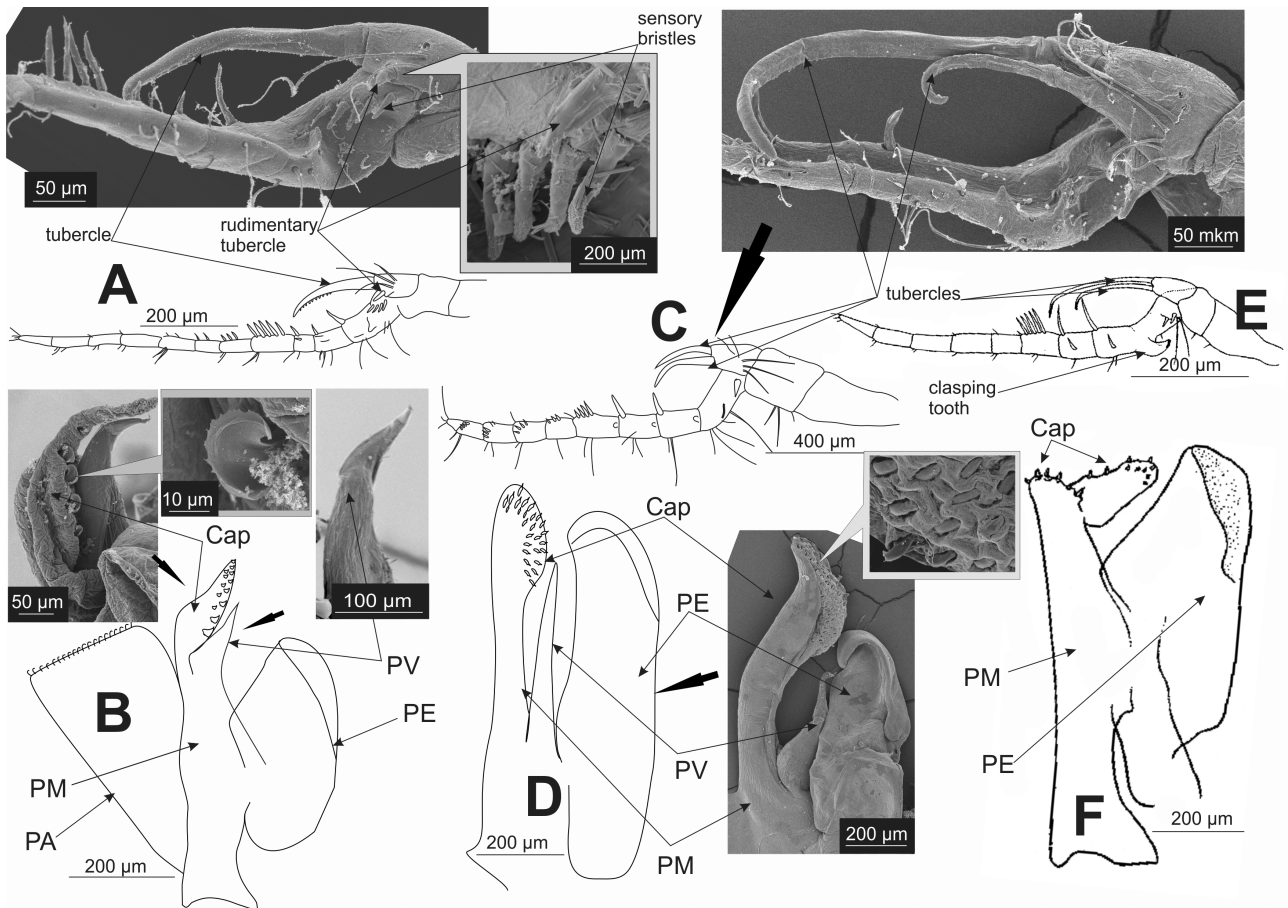 sensory
bristles
50 µm
200 µm
50 mkm
tubercle
rudimentary
tubercle
A
200 µm
C
tubercles
E
200 µm
clasping
tooth
400 µm
10 µm
50 µm
100 µm
Cap
Cap
Cap
B
PV
PE
PM
PA
200 µm
D
PE
PV
PM
200 µm
200 µm
PM
PE
F
200 µm